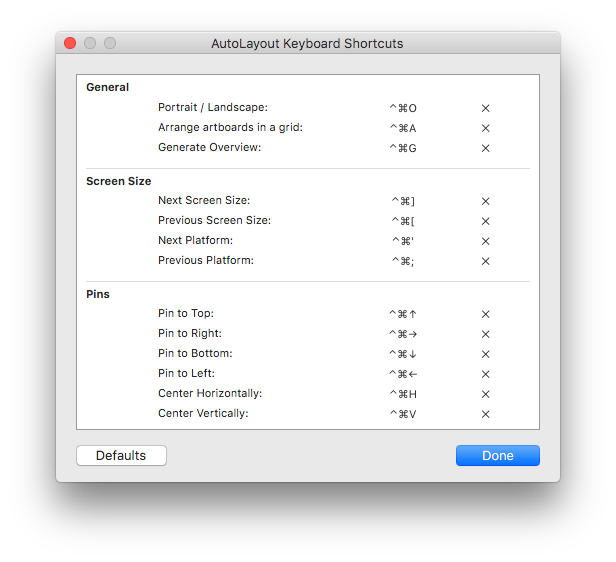 AutoLayout Keyboard Shortcuts
General
Portrait / Landscape: ^⌘O ×
Arrange artboards in a grid: ^⌘A ×
Generate Overview: ^⌘G ×
Screen Size
Next Screen Size: ^⌘] ×
Previous Screen Size: ^⌘[ ×
Next Platform: ^⌘' ×
Previous Platform: ^⌘; ×
Pins
Pin to Top: ^⌘↑ ×
Pin to Right: ^⌘→ ×
Pin to Bottom: ^⌘↓ ×
Pin to Left: ^⌘← ×
Center Horizontally: ^⌘H ×
Center Vertically: ^⌘V ×
Defaults Done